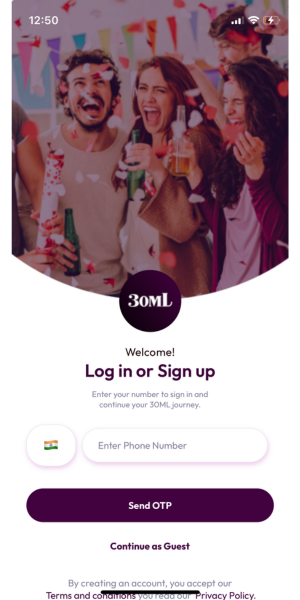 12:50
30ML
Welcome!
Log in or Sign up
Enter your number to sign in and
continue your 30ML journey.
Enter Phone Number
Send OTP
Continue as Guest
By creating an account, you accept our
Terms and conditions you read our Privacy Policy.